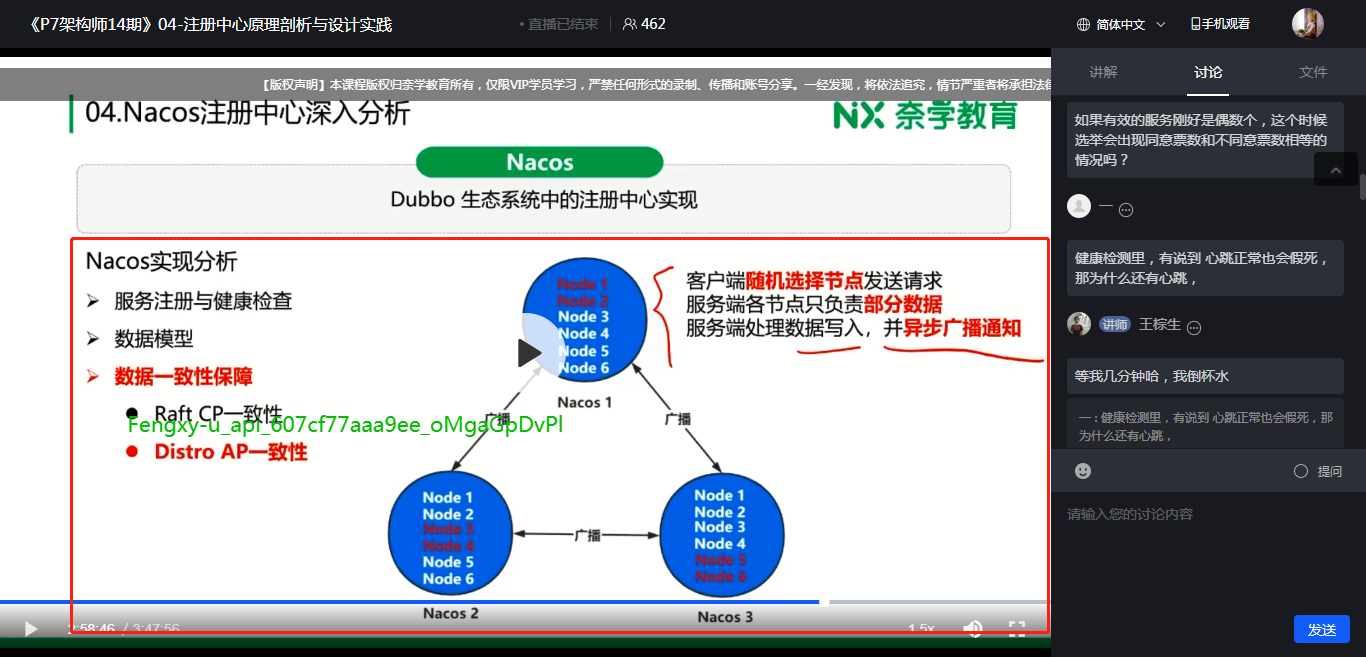 《P7架构师14期》04-注册中心原理剖析与设计实践
• 直播已结束
462
简体中文
手机观看
【版权声明】本课程版权归奈学教育所有，仅限VIP学员学习，严禁任何形式的录制、传播和账号分享。一经发现，将依法追究，情节严重者将承担法律
04.Nacos注册中心深入分析
NX 奈学教育
Nacos
Dubbo 生态系统中的注册中心实现
Nacos实现分析
服务注册与健康检查
数据模型
数据一致性保障
Raft CP一致性
Fengxy-u_api_607cf77aaa9ee_oMgaGpDvPl
Distro AP一致性
Node 1
Node 2
Node 3
Node 4
Node 5
Node 6
Nacos 1
客户端随机选择节点发送请求
服务端各节点只负责部分数据
服务端处理数据写入，并异步广播通知
广播
广播
Node 1
Node 2
Node 3
Node 4
Node 5
Node 6
Nacos 2
广播
Node 1
Node 2
Node 3
Node 4
Node 5
Node 6
Nacos 3
2:58:46 / 3:47:56
1.5x
讲解
讨论
文件
如果有效的服务刚好是偶数个，这个时候
选举会出现同意票数和不同意票数相等的
情况吗？
一
健康检测里，有说到 心跳正常也会假死，
那为什么还有心跳，
讲师 王棕生
等我几分钟哈，我倒杯水
一：健康检测里，有说到 心跳正常也会假死，那
为什么还有心跳，
提问
请输入您的讨论内容
发送